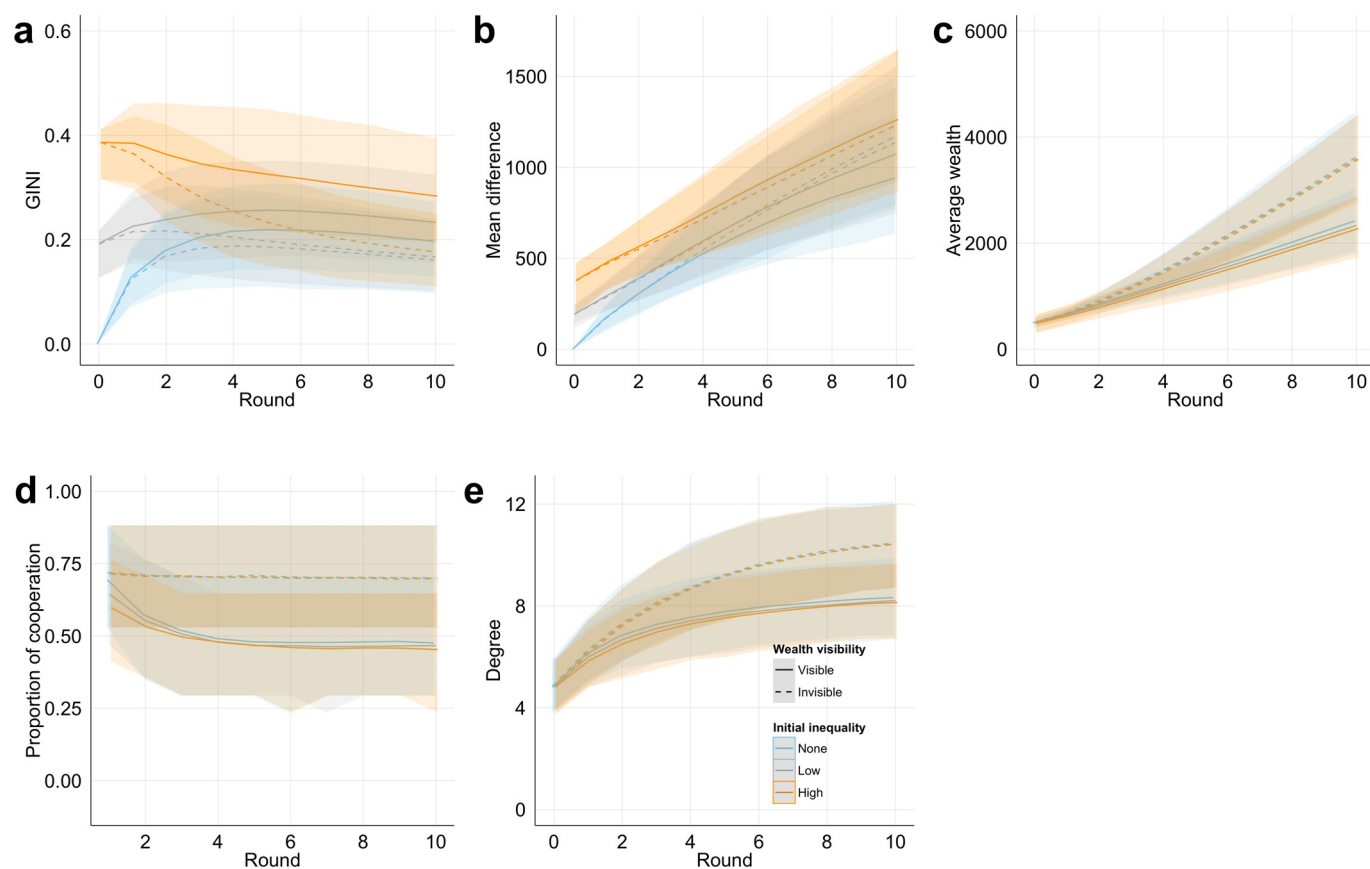 a
GINI
0.6
0.4
0.2
0.0
0 2 4 6 8 10
Round
b
Mean difference
1500
1000
500
0
0 2 4 6 8 10
Round
c
Average wealth
6000
4000
2000
0
0 2 4 6 8 10
Round
d
Proportion of cooperation
1.00
0.75
0.50
0.25
0.00
2 4 6 8 10
Round
e
Degree
12
8
4
0
0 2 4 6 8 10
Round
Wealth visibility
Visible
Invisible
Initial inequality
None
Low
High